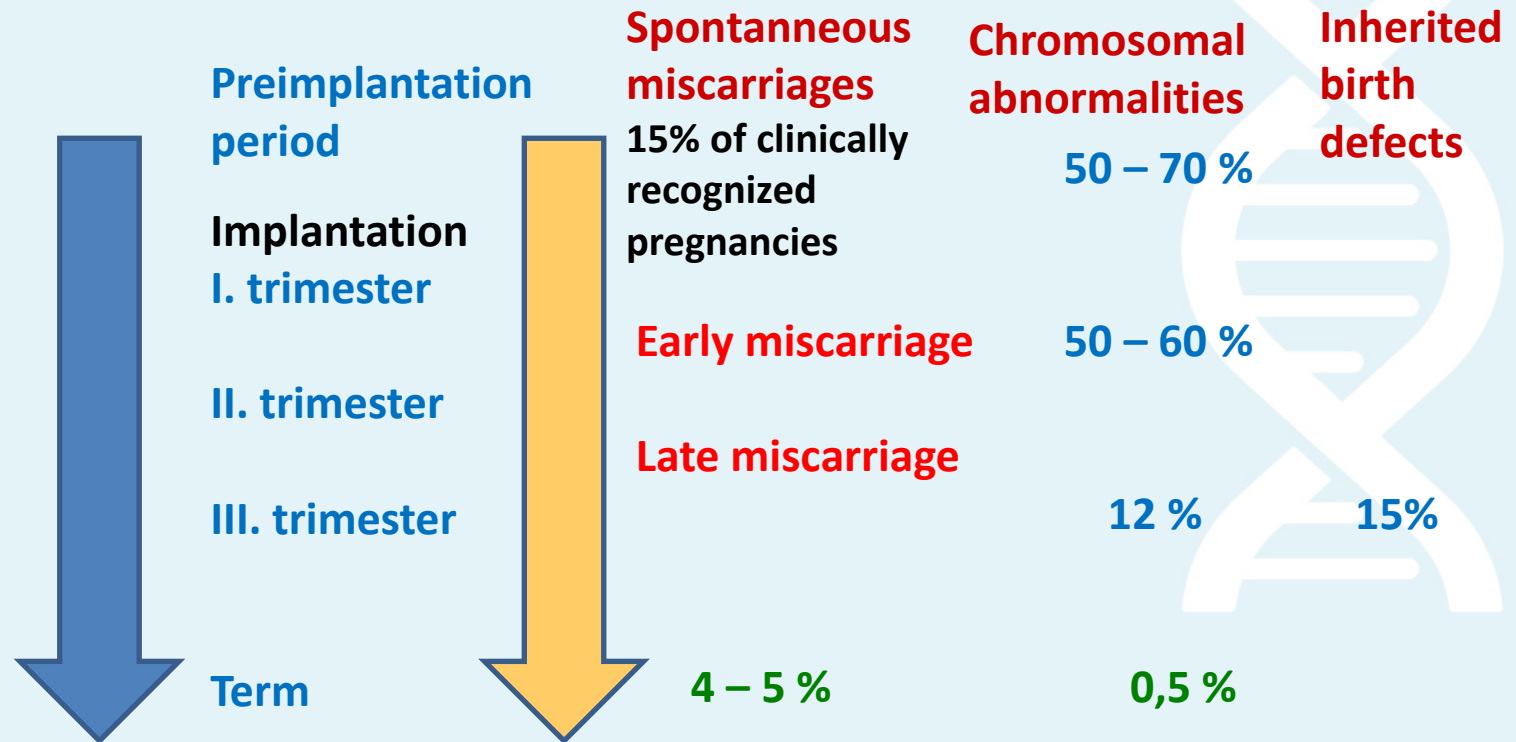 Preimplantation
period
Implantation
I. trimester
II. trimester
III. trimester
Term
Spontanneous
miscarriages
15% of clinically
recognized
pregnancies
Early miscarriage
Late miscarriage
4 – 5 %
Chromosomal
abnormalities
50 – 70 %
50 – 60 %
12 %
0,5 %
Inherited
birth
defects
15%